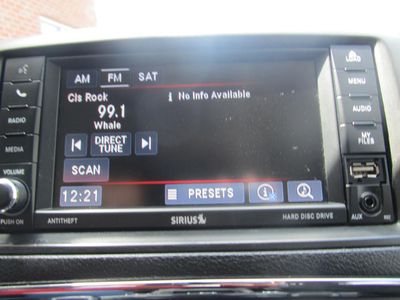 AM FM SAT
Cls Rock
99.1
Whale
i No Info Available
DIRECT
TUNE
SCAN
12:21
PRESETS
PHONE
RADIO
MEDIA
VOLUME
PUSH ON
LOAD
MENU
AUDIO
MY
FILES
AUX
ANTITHEFT
SIRIUS
HARD DISC DRIVE